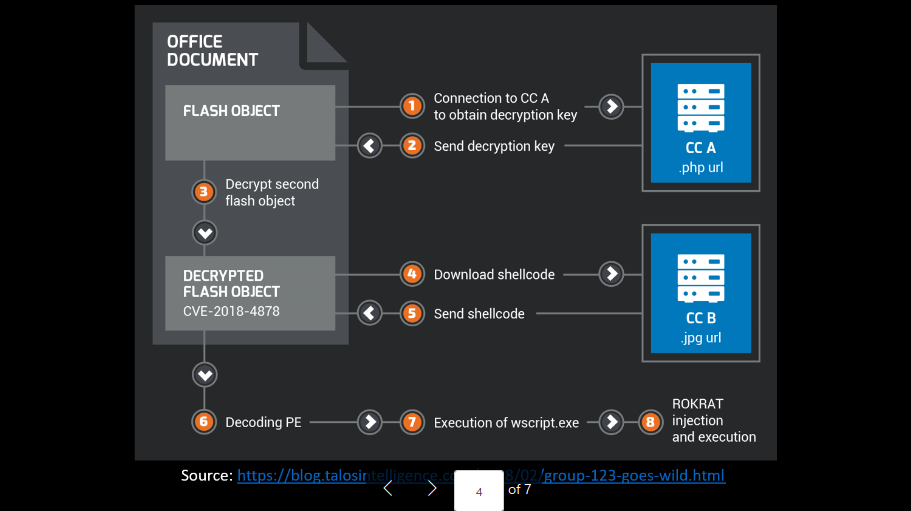 OFFICE
DOCUMENT
FLASH OBJECT
1
Connection to CC A
to obtain decryption key
2
Send decryption key
CC A
.php url
3
Decrypt second
flash object
DECRYPTED
FLASH OBJECT
CVE-2018-4878
4
Download shellcode
5
Send shellcode
CC B
.jpg url
6
Decoding PE
7
Execution of wscript.exe
8
ROKRAT
injection
and execution
Source: https://blog.talosintelligence.co 8/02/group-123-goes-wild.html
4 of 7